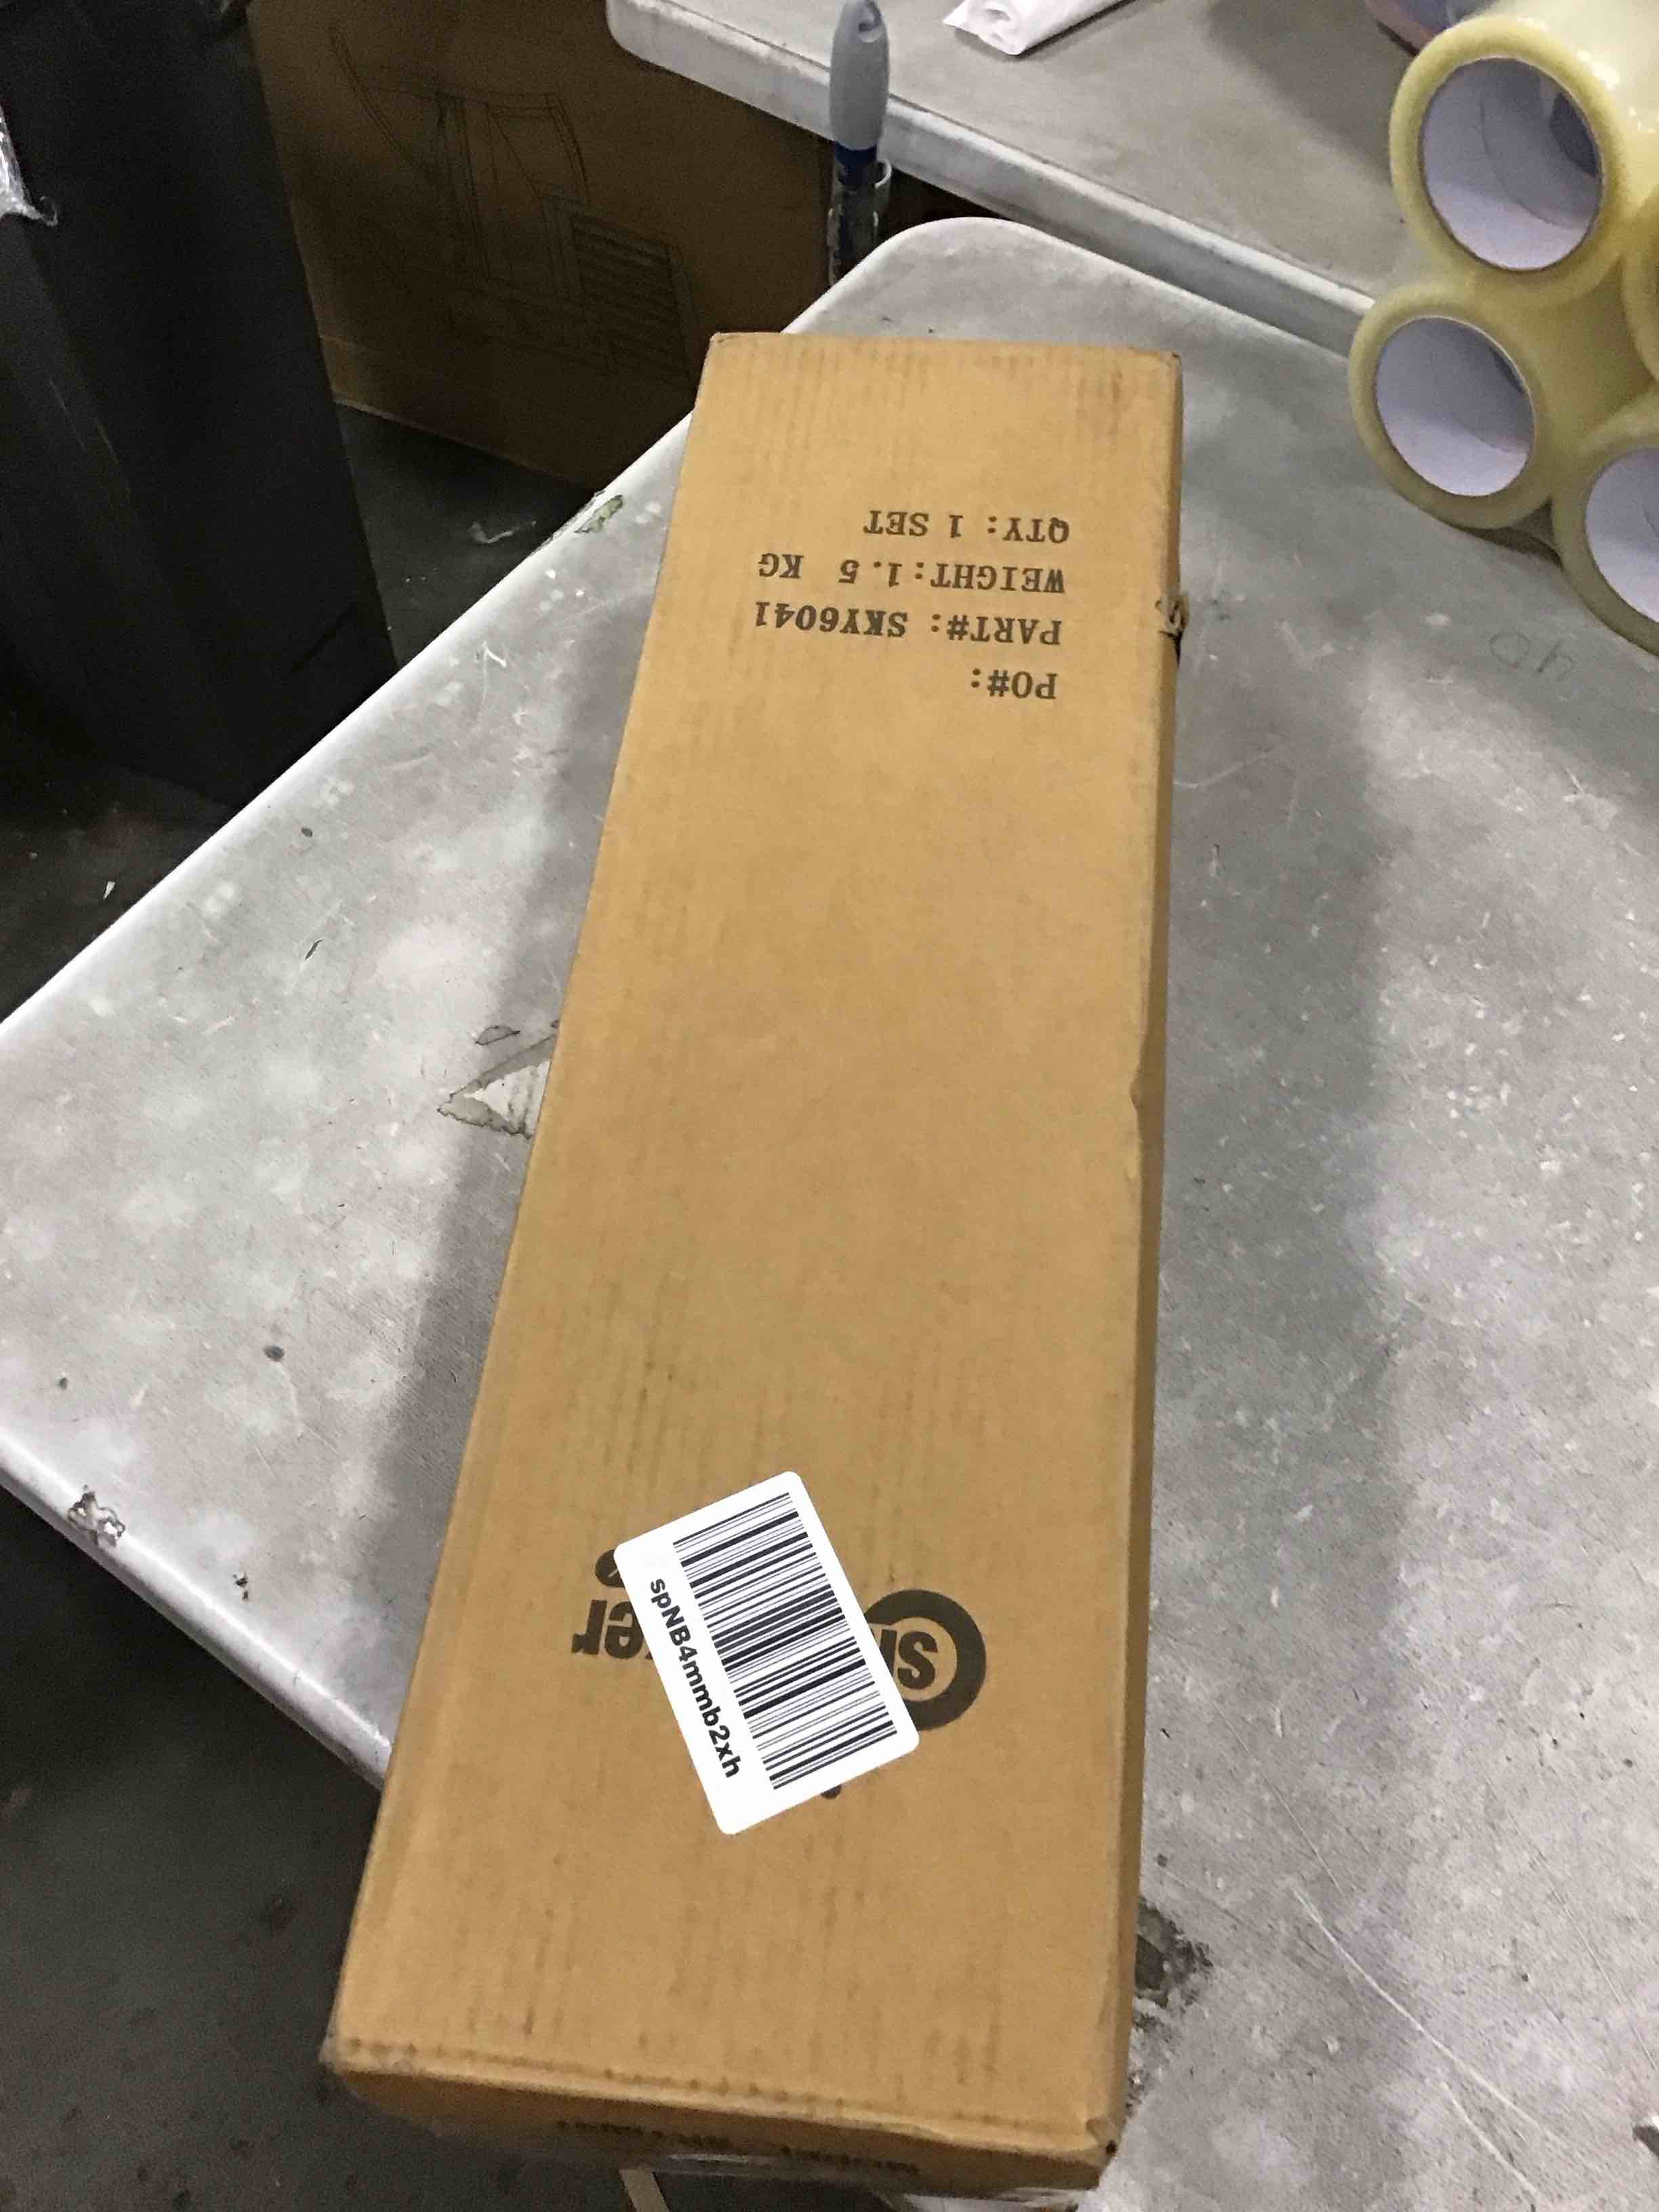 PO#:
PART#: SKY6041
WEIGHT:1.5 KG
QTY: 1 SET
spNB4mmb2xh